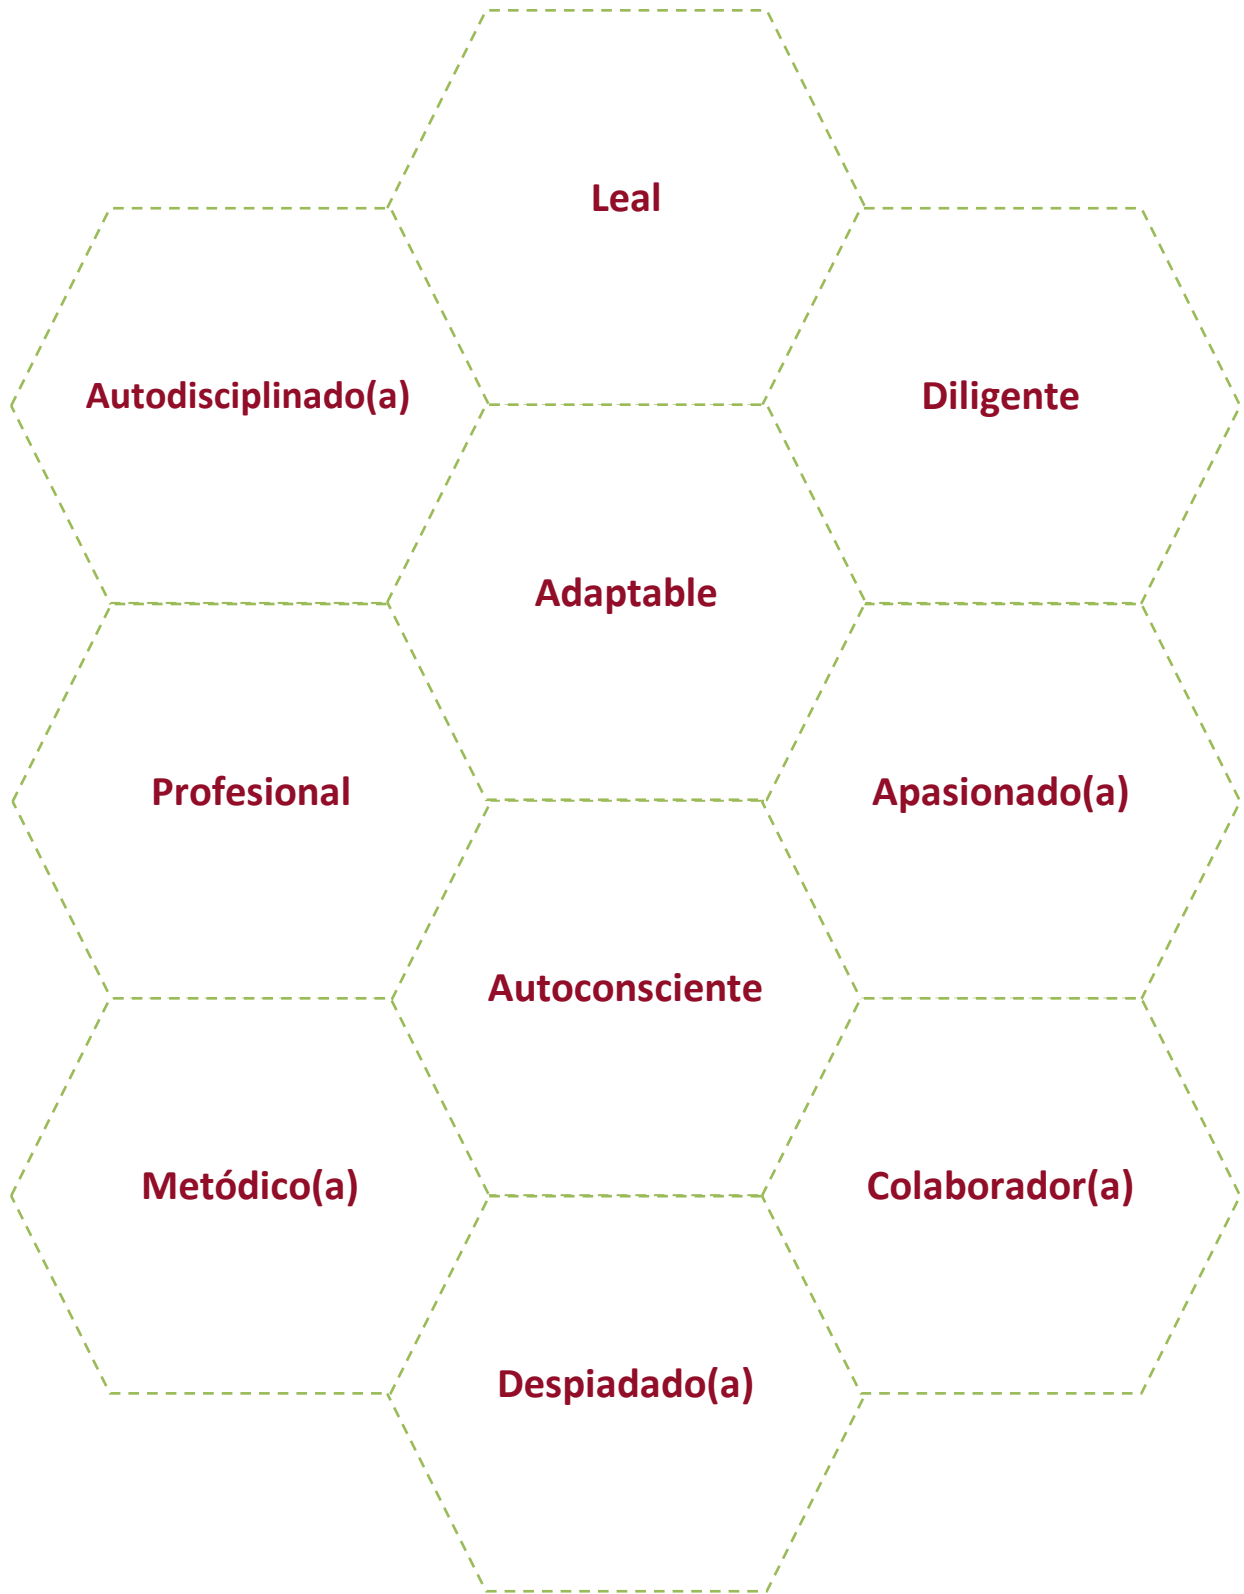 Leal
Autodisciplinado(a)
Diligente
Adaptable
Profesional
Apasionado(a)
Autoconsciente
Metódico(a)
Colaborador(a)
Despiadado(a)